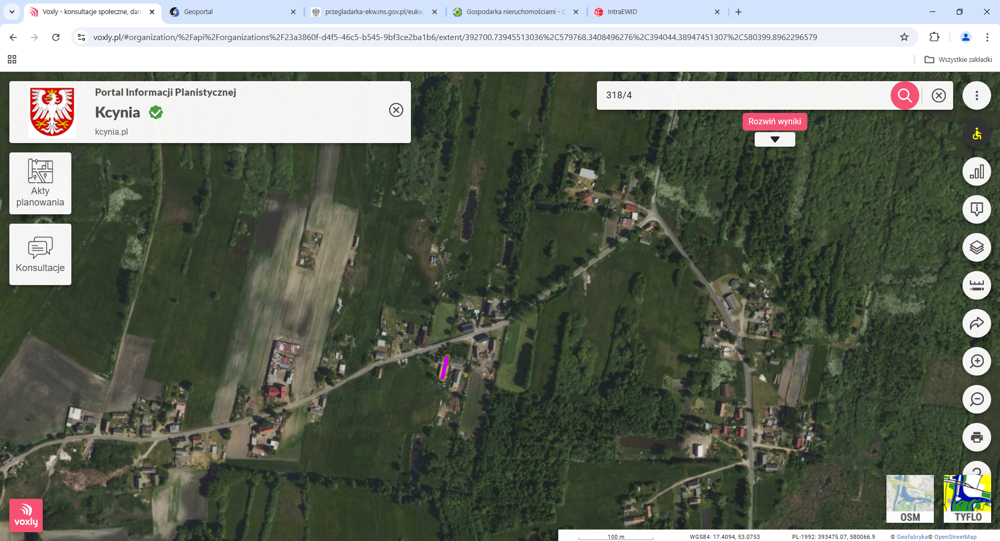 Voxly - konsultacje społeczne, dan
Geoportal
przegladarka-ekw.ms.gov.pl/eukw
Gospodarka nieruchomościami - D
IntraEWID
voxly.pl/#organization/%2Fapi%2Forganizations%2F23a3860f-d4f5-46c5-b545-9bf3ce2ba1b6/extent/392700.73945513036%2C579768.3408496276%2C394044.38947451307%2C580399.8962296579
Wszystkie zakładki
Portal Informacji Planistycznej
Kcynia
kcynia.pl
318/4
Rozwiń wyniki
Akty
planowania
Konsultacje
voxly
OSM
TYFLO
100 m
WGS84: 17.4094, 53.0753
PL-1992: 393475.07, 580066.9
© Geofabryka© OpenStreetMap